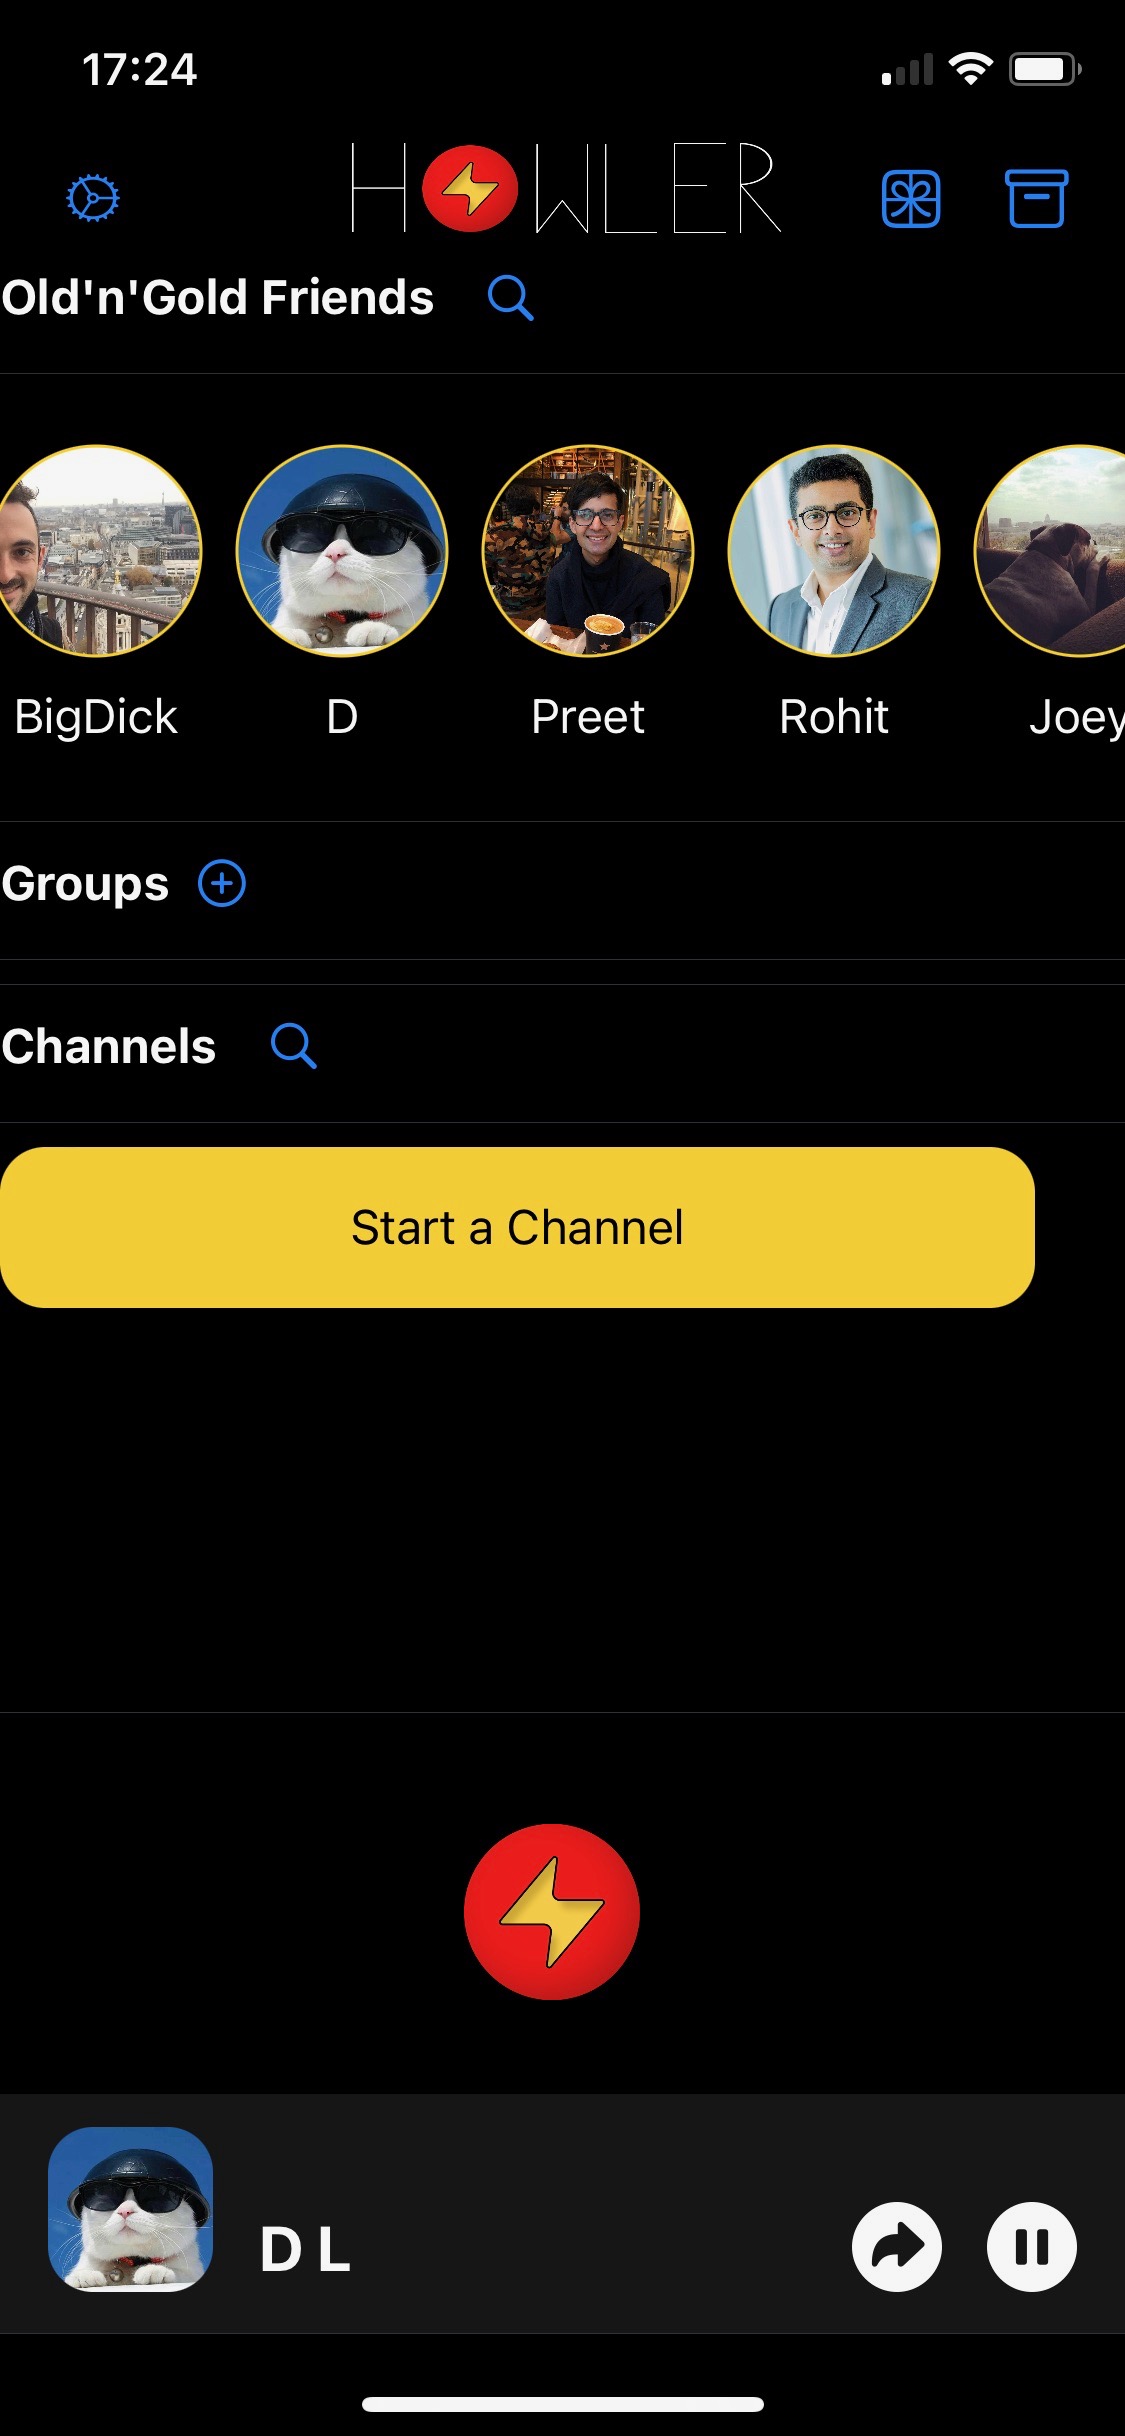 17:24
HOWLER
Old'n'Gold Friends
BigDick D Preet Rohit Joey
Groups
Channels
Start a Channel
D L